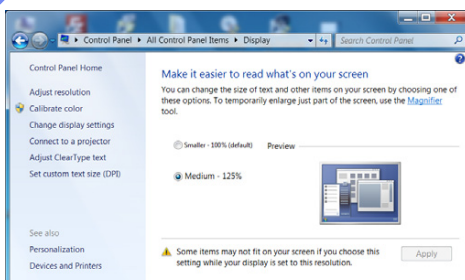 Control Panel ▸ All Control Panel Items ▸ Display
Search Control Panel
Control Panel Home
Adjust resolution
Calibrate color
Change display settings
Connect to a projector
Adjust ClearType text
Set custom text size (DPI)
See also
Personalization
Devices and Printers
Make it easier to read what's on your screen
You can change the size of text and other items on your screen by choosing one of
these options. To temporarily enlarge just part of the screen, use the Magnifier
tool.
Smaller - 100% (default)
Preview
Medium - 125%
Some items may not fit on your screen if you choose this
setting while your display is set to this resolution.
Apply